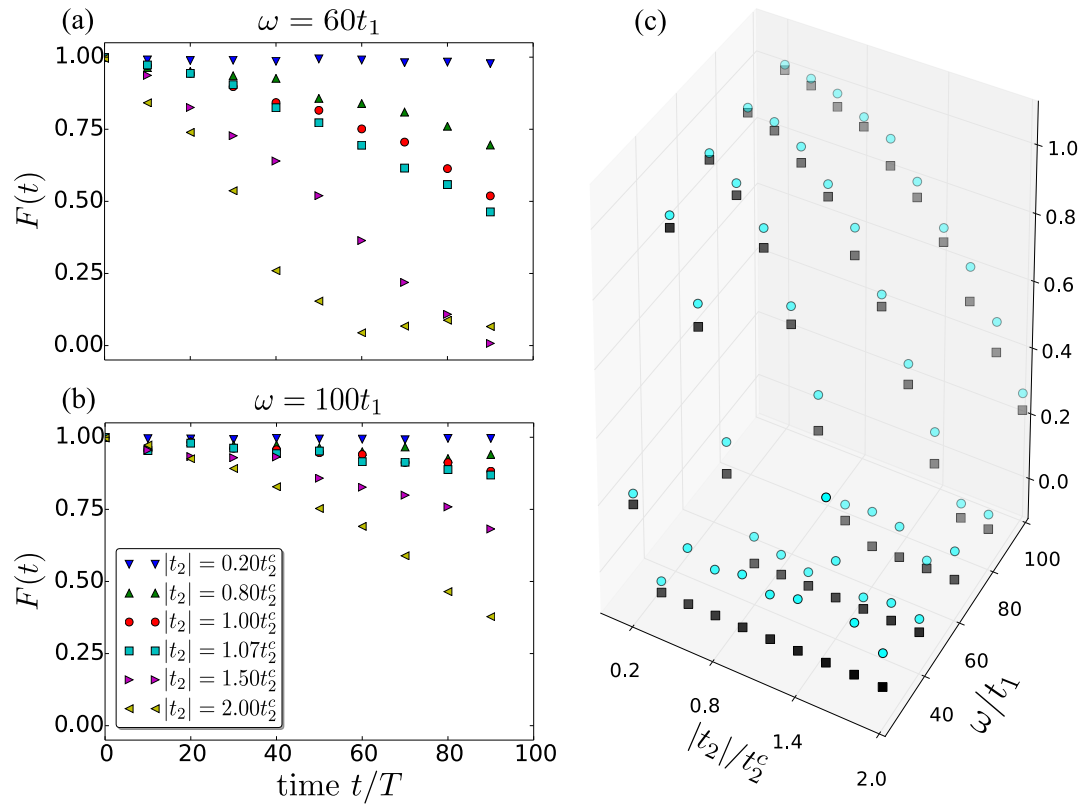 (a)
ω = 60t₁
F(t)
1.00
0.75
0.50
0.25
0.00
(b)
ω = 100t₁
F(t)
1.00
0.75
0.50
0.25
0.00
|t₂| = 0.20t₂ᶜ
|t₂| = 0.80t₂ᶜ
|t₂| = 1.00t₂ᶜ
|t₂| = 1.07t₂ᶜ
|t₂| = 1.50t₂ᶜ
|t₂| = 2.00t₂ᶜ
0 20 40 60 80 100
time t/T
(c)
1.0
0.8
0.6
0.4
0.2
0.0
100
80
60
40
ω/t₁
0.2
0.8
1.4
2.0
|t₂|/t₂ᶜ